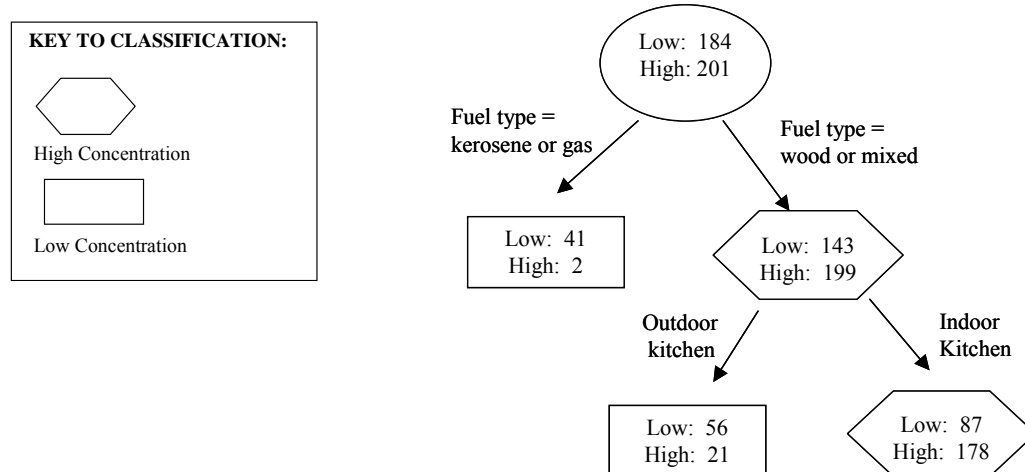 KEY TO CLASSIFICATION:
High Concentration
Low Concentration
Low: 184
High: 201
Fuel type =
kerosene or gas
Fuel type =
wood or mixed
Low: 41
High: 2
Low: 143
High: 199
Outdoor
kitchen
Indoor
Kitchen
Low: 56
High: 21
Low: 87
High: 178